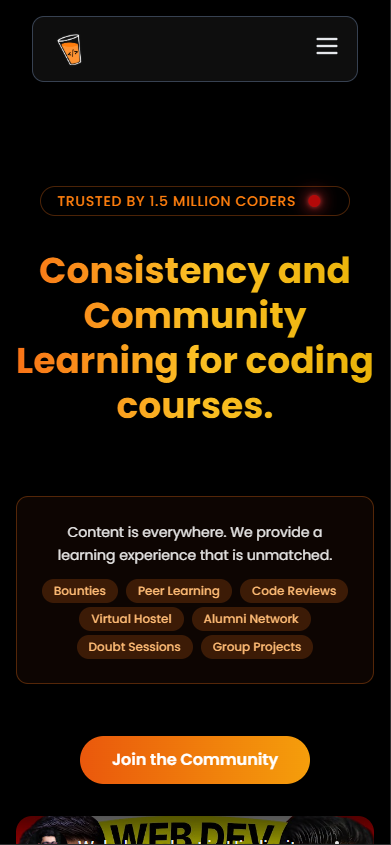 </>
TRUSTED BY 1.5 MILLION CODERS
Consistency and
Community
Learning for coding
courses.
Content is everywhere. We provide a
learning experience that is unmatched.
Bounties Peer Learning Code Reviews
Virtual Hostel Alumni Network
Doubt Sessions Group Projects
Join the Community
WEB DEV